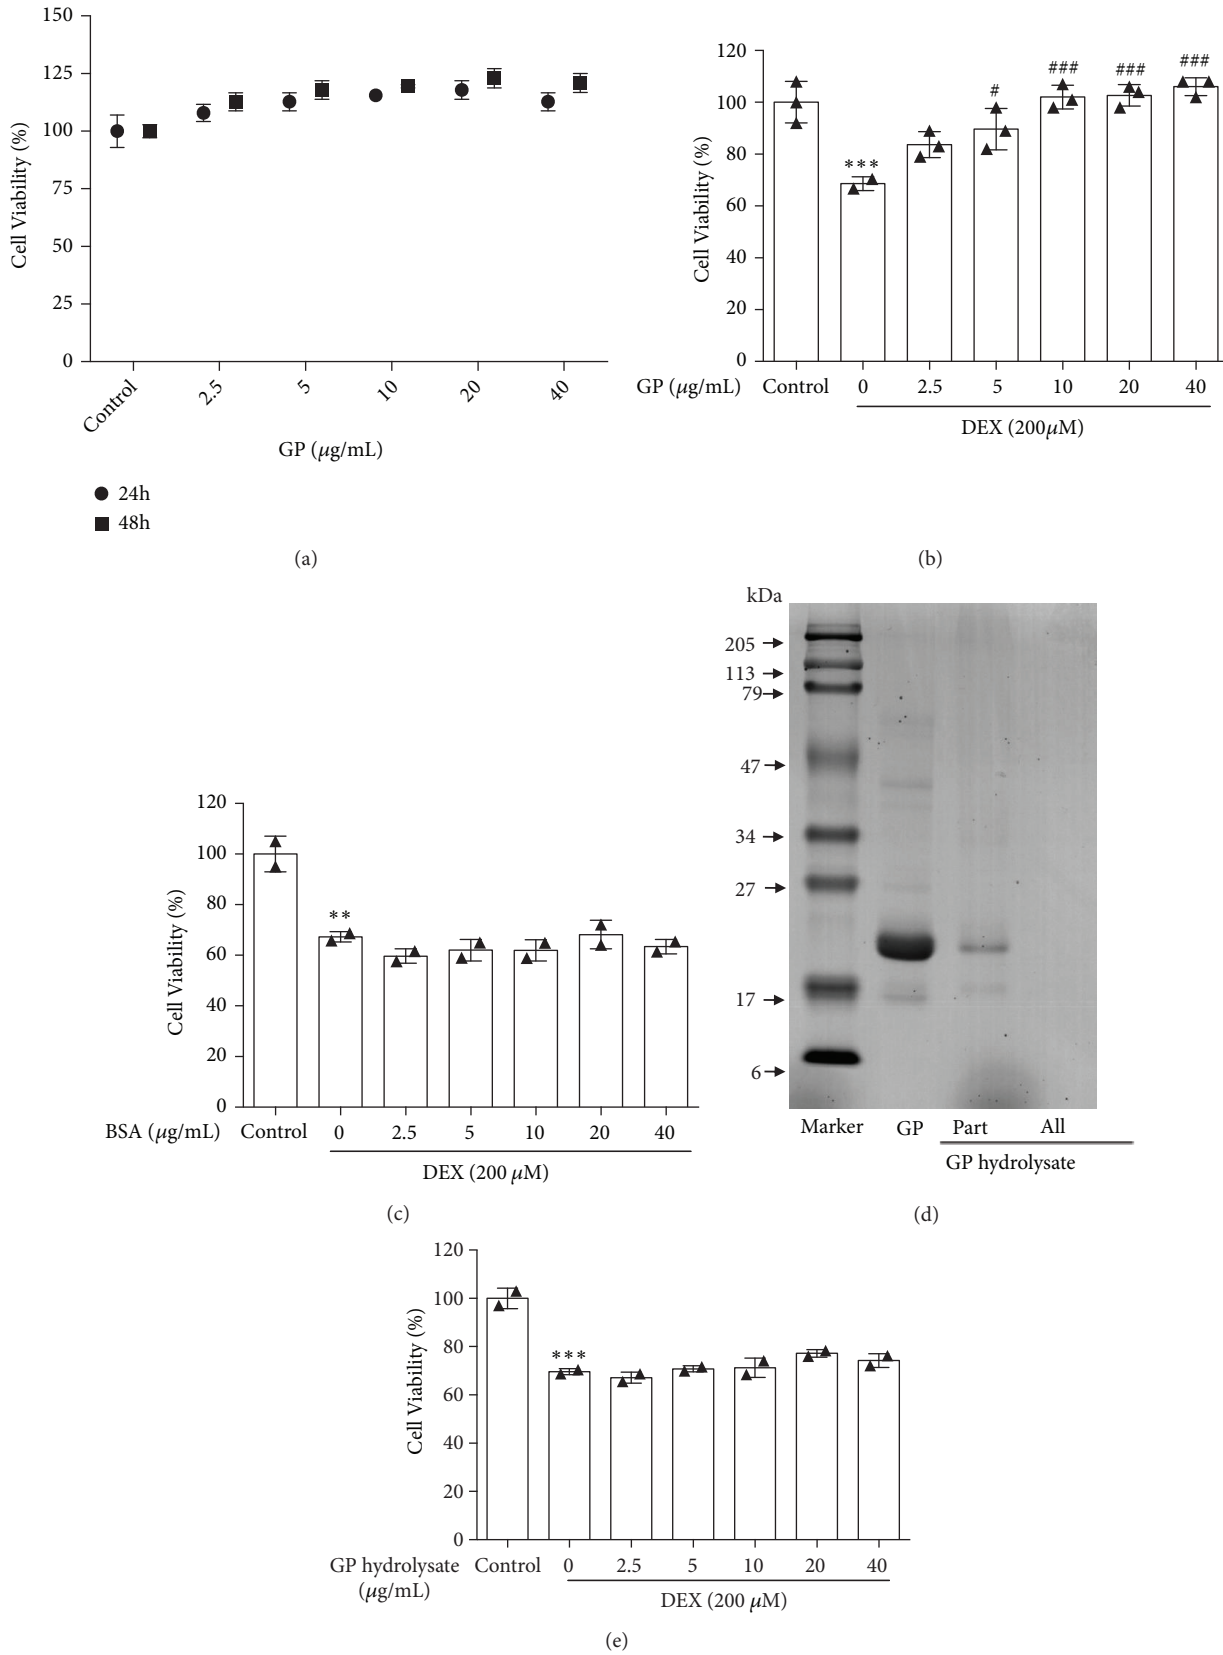 150
125
100
75
50
25
0
Cell Viability (%)
Control
2.5
5
10
20
40
GP (μg/mL)
24h
48h
(a)
120
100
80
60
40
20
0
Cell Viability (%)
***
#
###
###
###
GP (μg/mL) Control 0 2.5 5 10 20 40
DEX (200μM)
(b)
120
100
80
60
40
20
0
Cell Viability (%)
**
BSA (μg/mL) Control 0 2.5 5 10 20 40
DEX (200 μM)
(c)
kDa
205
113
79
47
34
27
17
6
Marker GP Part All
GP hydrolysate
(d)
120
100
80
60
40
20
0
Cell Viability (%)
***
GP hydrolysate Control 0 2.5 5 10 20 40
(μg/mL)
DEX (200 μM)
(e)